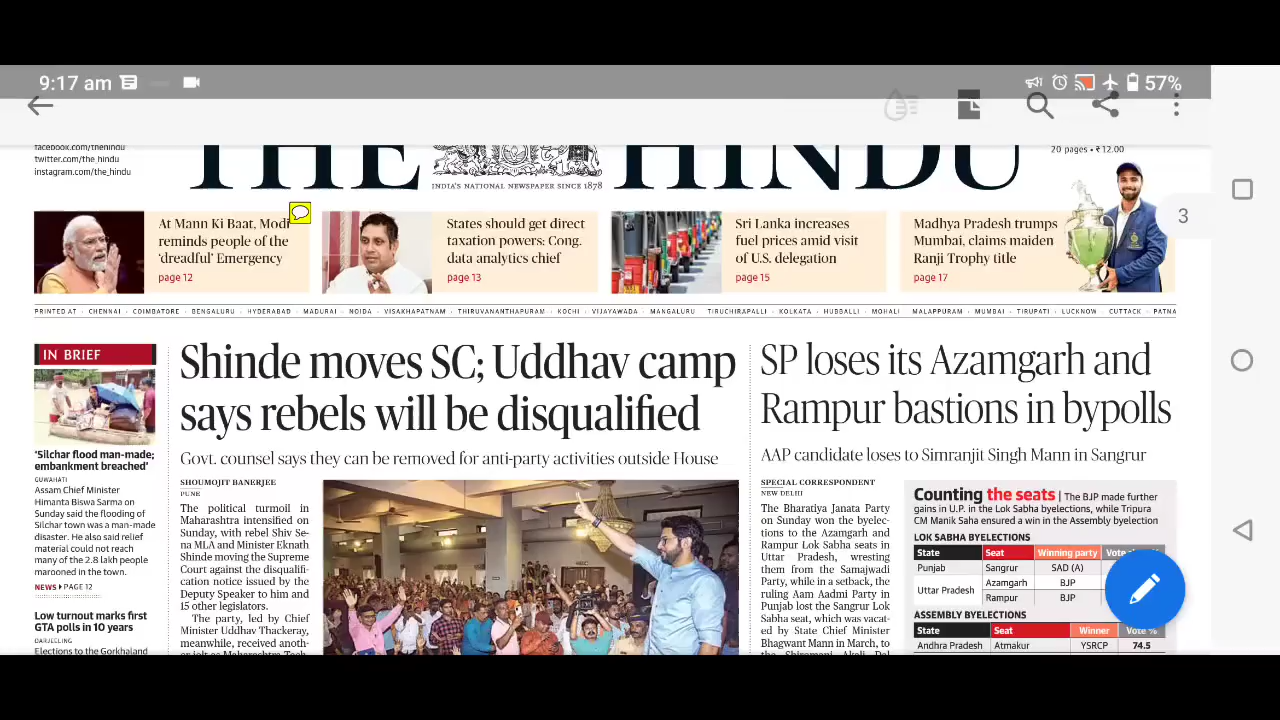 9:17 am
57%
facebook.com/thehindu
twitter.com/the_hindu
instagram.com/the_hindu
THE HINDU
INDIA'S NATIONAL NEWSPAPER SINCE 1878
20 pages • ₹12.00
3
At Mann Ki Baat, Modi
reminds people of the
'dreadful' Emergency
page 12
States should get direct
taxation powers: Cong.
data analytics chief
page 13
Sri Lanka increases
fuel prices amid visit
of U.S. delegation
page 15
Madhya Pradesh trumps
Mumbai, claims maiden
Ranji Trophy title
page 17
PRINTED AT • CHENNAI • COIMBATORE • BENGALURU • HYDERABAD • MADURAI • NOIDA • VISAKHAPATNAM • THIRUVANANTHAPURAM • KOCHI • VIJAYAWADA • MANGALURU • TIRUCHIRAPALLI • KOLKATA • HUBBALLI • MOHALI • MALAPPURAM • MUMBAI • TIRUPATI • LUCKNOW • CUTTACK • PATNA
IN BRIEF
'Silchar flood man-made;
embankment breached'
GUWAHATI
Assam Chief Minister
Himanta Biswa Sarma on
Sunday said the flooding of
Silchar town was a man-made
disaster. He also said relief
material could not reach
many of the 2.8 lakh people
marooned in the town.
NEWS ▸ PAGE 12
Low turnout marks first
GTA polls in 10 years
DARJEELING
Elections to the Gorkhaland
Shinde moves SC; Uddhav camp
says rebels will be disqualified
Govt. counsel says they can be removed for anti-party activities outside House
SHOUMOJIT BANERJEE
PUNE
The political turmoil in
Maharashtra intensified on
Sunday, with rebel Shiv Se-
na MLA and Minister Eknath
Shinde moving the Supreme
Court against the disqualifi-
cation notice issued by the
Deputy Speaker to him and
15 other legislators.
The party, led by Chief
Minister Uddhav Thackeray,
meanwhile, received anoth-
SP loses its Azamgarh and
Rampur bastions in bypolls
AAP candidate loses to Simranjit Singh Mann in Sangrur
SPECIAL CORRESPONDENT
NEW DELHI
The Bharatiya Janata Party
on Sunday won the byelec-
tions to the Azamgarh and
Rampur Lok Sabha seats in
Uttar Pradesh, wresting
them from the Samajwadi
Party, while in a setback, the
ruling Aam Aadmi Party in
Punjab lost the Sangrur Lok
Sabha seat, which was vacat-
ed by State Chief Minister
Bhagwant Mann in March, to
the Shiromani Akali Dal
Counting the seats | The BJP made further
gains in U.P. in the Lok Sabha byelections, while Tripura
CM Manik Saha ensured a win in the Assembly byelection
LOK SABHA BYELECTIONS
State Seat Winning party
Punjab Sangrur SAD (A)
Uttar Pradesh Azamgarh BJP
Rampur BJP
ASSEMBLY BYELECTIONS
State Seat Winner Vote %
Andhra Pradesh Atmakur YSRCP 74.5